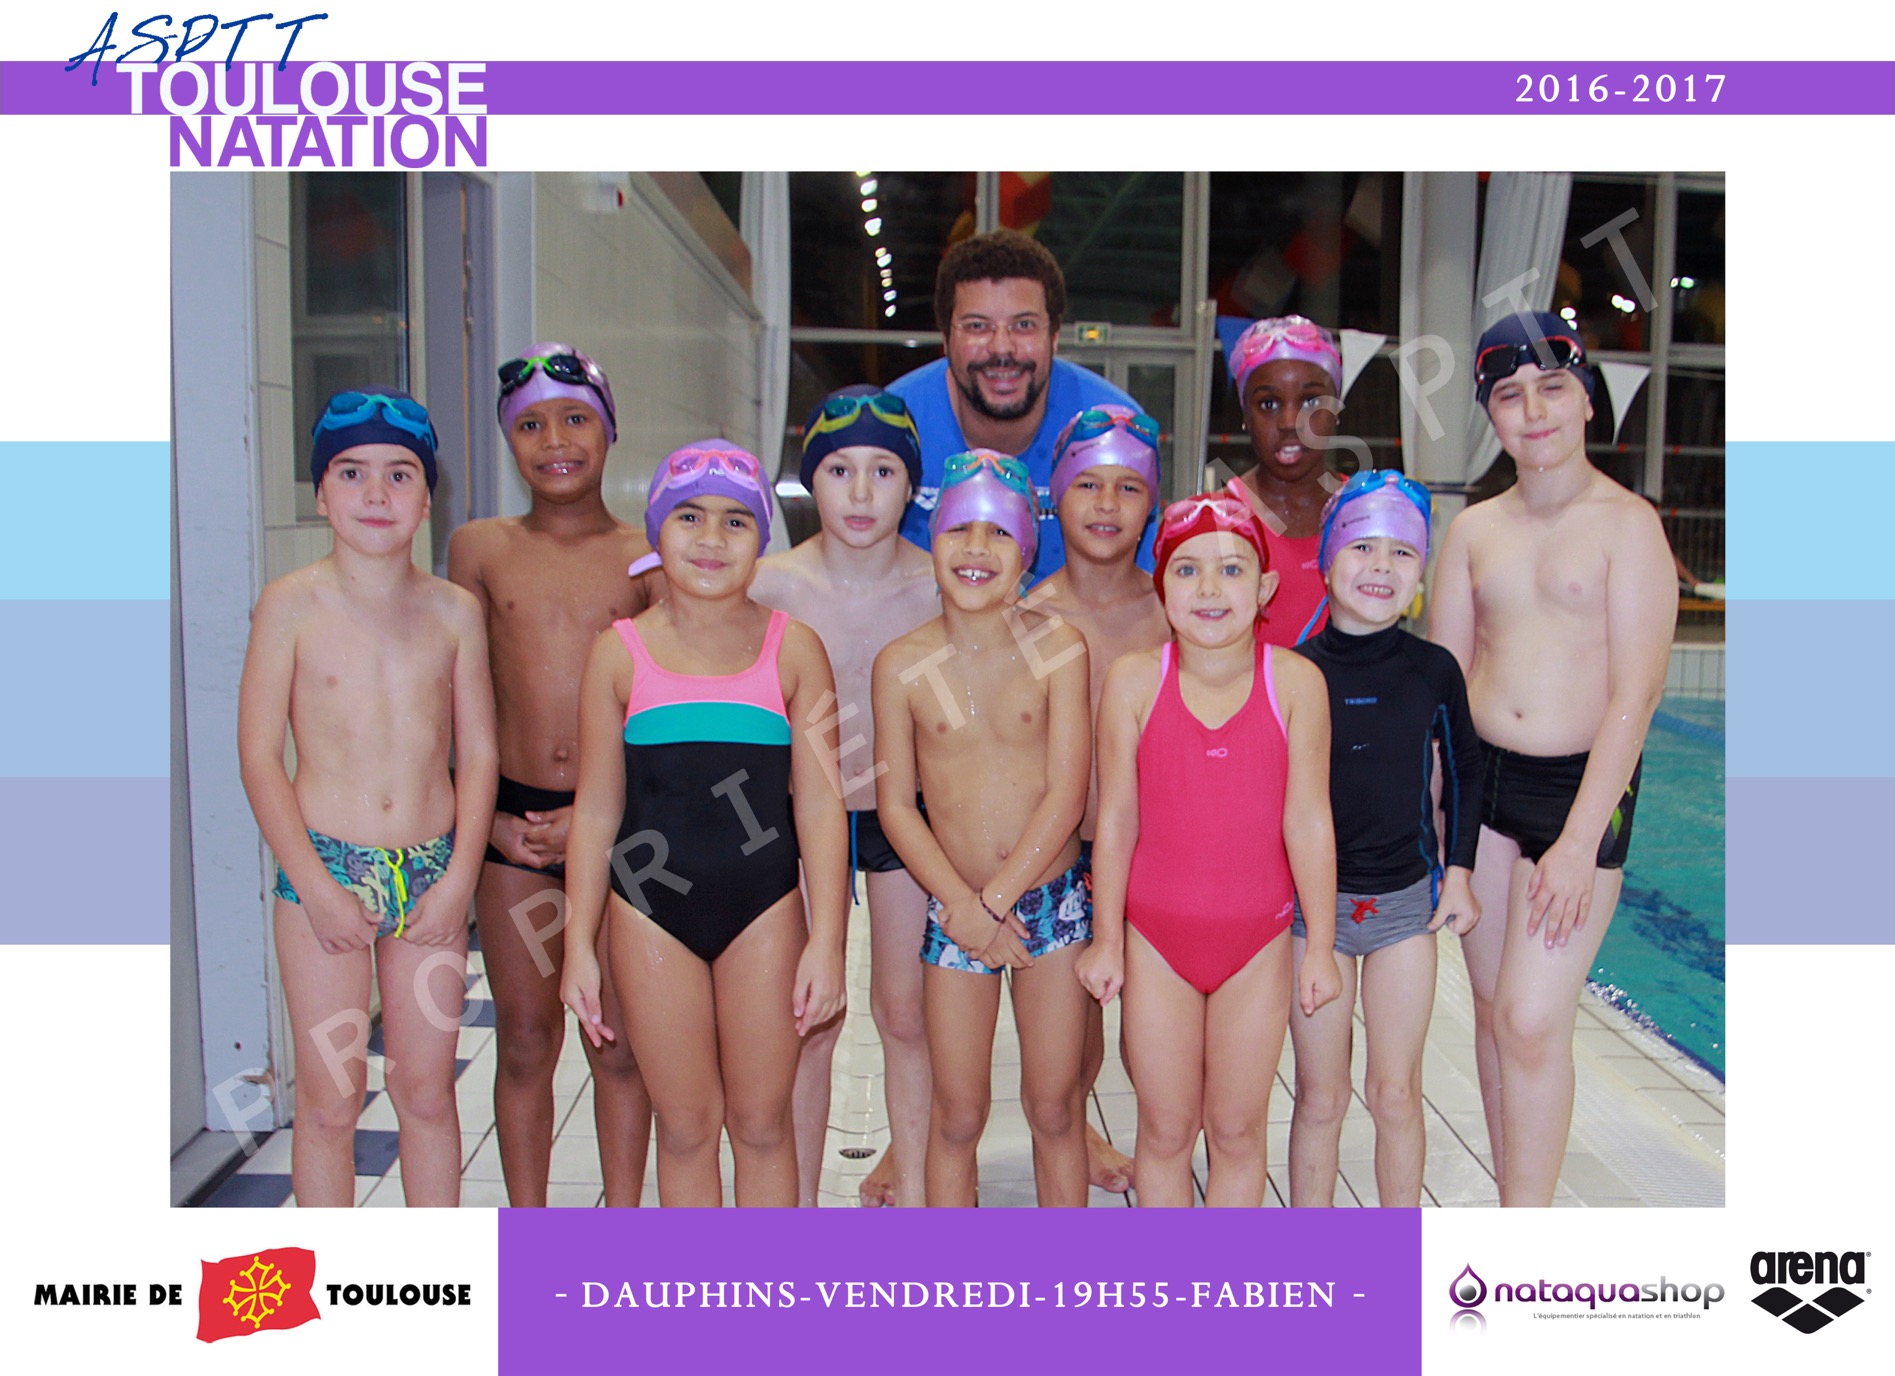 ASPTT
TOULOUSE
NATATION
2016-2017
PROPRIÉTÉ ASPTT
TRIBORD
MAIRIE DE TOULOUSE
- DAUPHINS-VENDREDI-19H55-FABIEN -
nataquashop
L'équipementier spécialisé en natation et en triathlon
arena